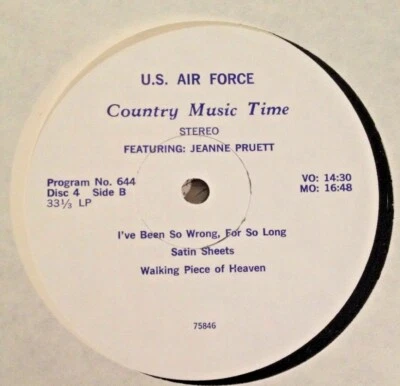 U.S. AIR FORCE
Country Music Time
STEREO
FEATURING: JEANNE PRUETT
Program No. 644
Disc 4 Side B
33⅓ LP
VO: 14:30
MO: 16:48
I've Been So Wrong, For So Long
Satin Sheets
Walking Piece of Heaven
75846